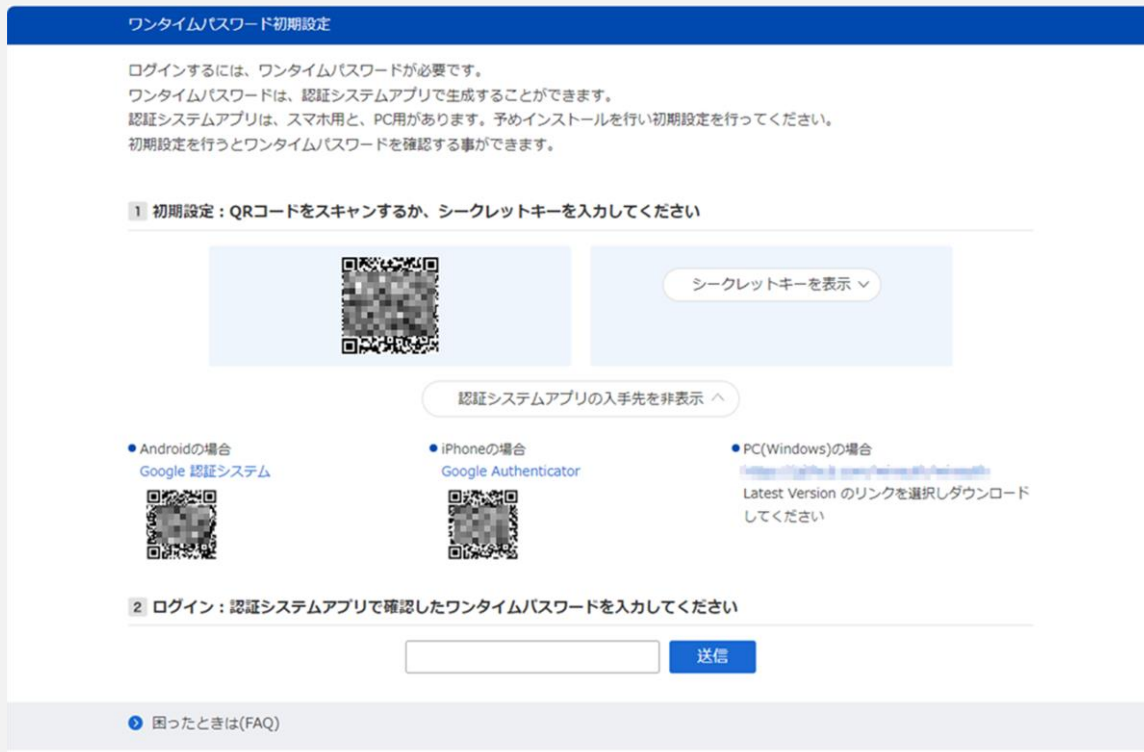 ワンタイムパスワード初期設定
ログインするには、ワンタイムパスワードが必要です。
ワンタイムパスワードは、認証システムアプリで生成することができます。
認証システムアプリは、スマホ用と、PC用があります。予めインストールを行い初期設定を行ってください。
初期設定を行うとワンタイムパスワードを確認する事ができます。
1 初期設定：QRコードをスキャンするか、シークレットキーを入力してください
シークレットキーを表示
認証システムアプリの入手先を非表示
Androidの場合
Google 認証システム
iPhoneの場合
Google Authenticator
PC(Windows)の場合
Latest Version のリンクを選択しダウンロード
してください
2 ログイン：認証システムアプリで確認したワンタイムパスワードを入力してください
送信
困ったときは(FAQ)